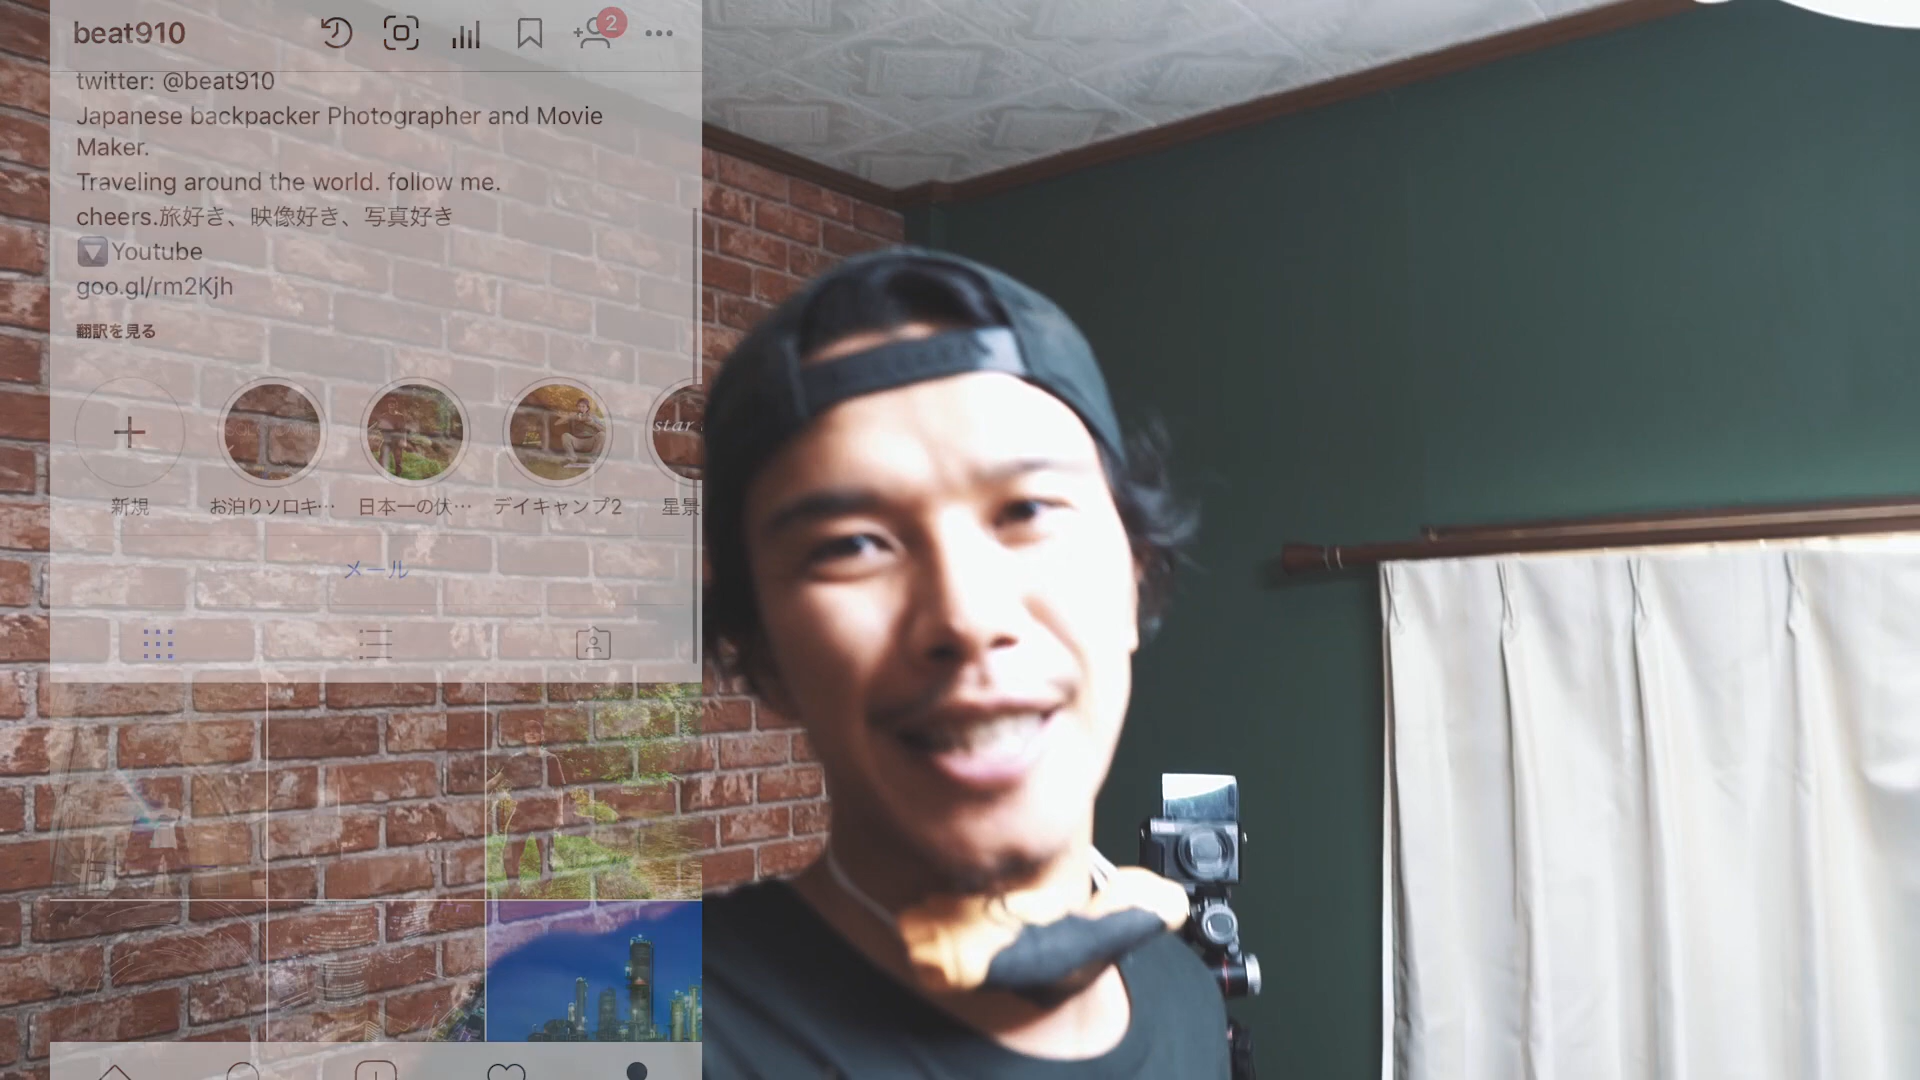 beat910
2
twitter: @beat910
Japanese backpacker Photographer and Movie
Maker.
Traveling around the world. follow me.
cheers.旅好き、映像好き、写真好き
Youtube
goo.gl/rm2Kjh
翻訳を見る
star
新規 お泊りソロキ… 日本一の伏… デイキャンプ2 星景
メール